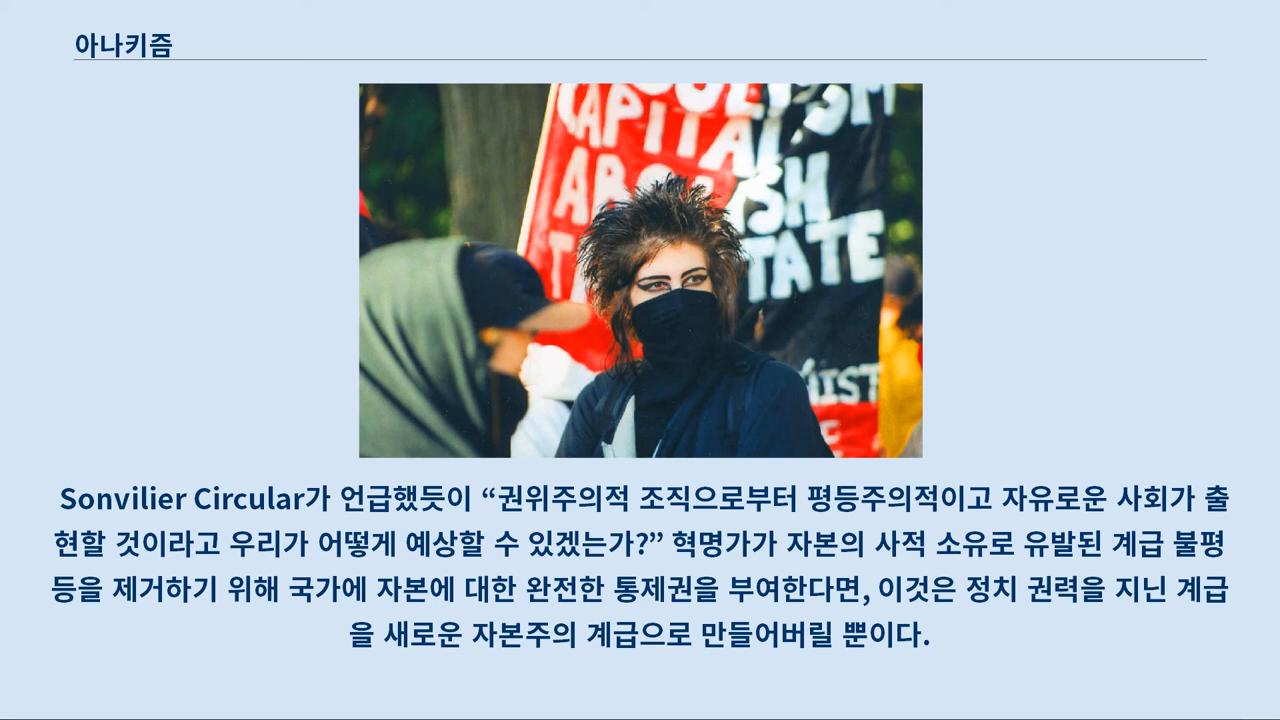 아나키즘
CAPITALISM
ABOLISH
STATE
Sonvilier Circular가 언급했듯이 “권위주의적 조직으로부터 평등주의적이고 자유로운 사회가 출
현할 것이라고 우리가 어떻게 예상할 수 있겠는가?” 혁명가가 자본의 사적 소유로 유발된 계급 불평
등을 제거하기 위해 국가에 자본에 대한 완전한 통제권을 부여한다면, 이것은 정치 권력을 지닌 계급
을 새로운 자본주의 계급으로 만들어버릴 뿐이다.